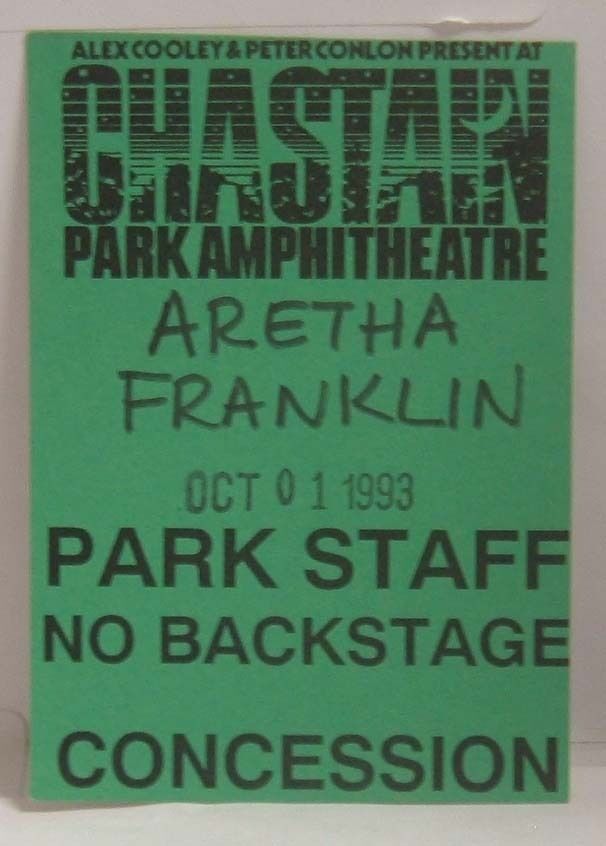 ALEX COOLEY & PETER CONLON PRESENT AT
CHASTAIN
PARK AMPHITHEATRE
ARETHA
FRANKLIN
OCT 01 1993
PARK STAFF
NO BACKSTAGE
CONCESSION